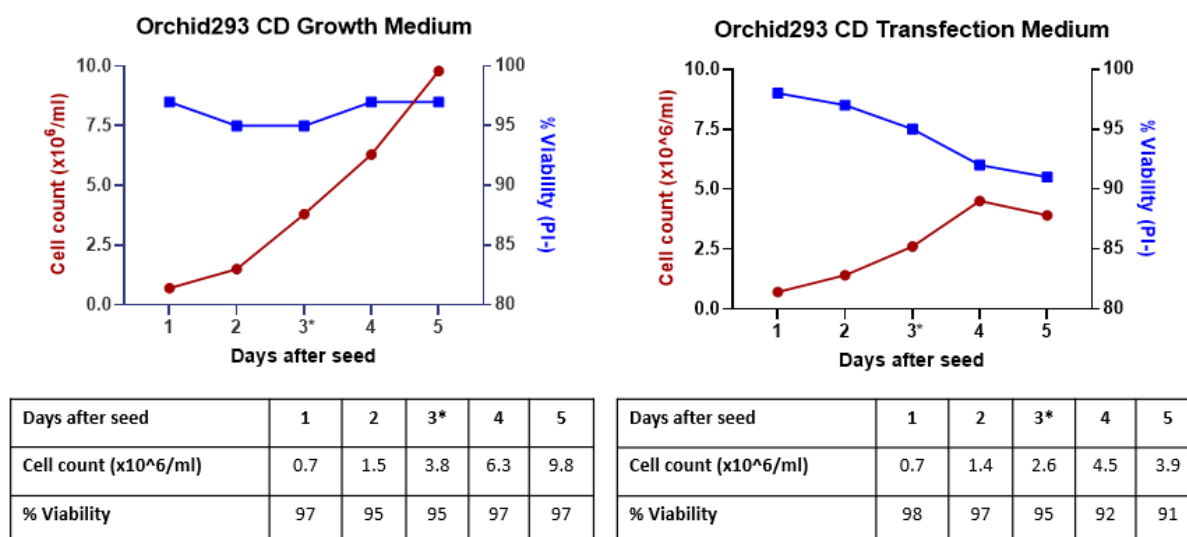 Orchid293 CD Growth Medium
Cell count (x10⁶/ml)
10.0
7.5
5.0
2.5
0.0
100
95
90
85
80
% Viability (PI-)
1 2 3* 4 5
Days after seed
Orchid293 CD Transfection Medium
Cell count (x10^6/ml)
10.0
7.5
5.0
2.5
0.0
100
95
90
85
80
% Viability (PI-)
1 2 3* 4 5
Days after seed
Days after seed 1 2 3* 4 5
Cell count (x10^6/ml) 0.7 1.5 3.8 6.3 9.8
% Viability 97 95 95 97 97
Days after seed 1 2 3* 4 5
Cell count (x10^6/ml) 0.7 1.4 2.6 4.5 3.9
% Viability 98 97 95 92 91